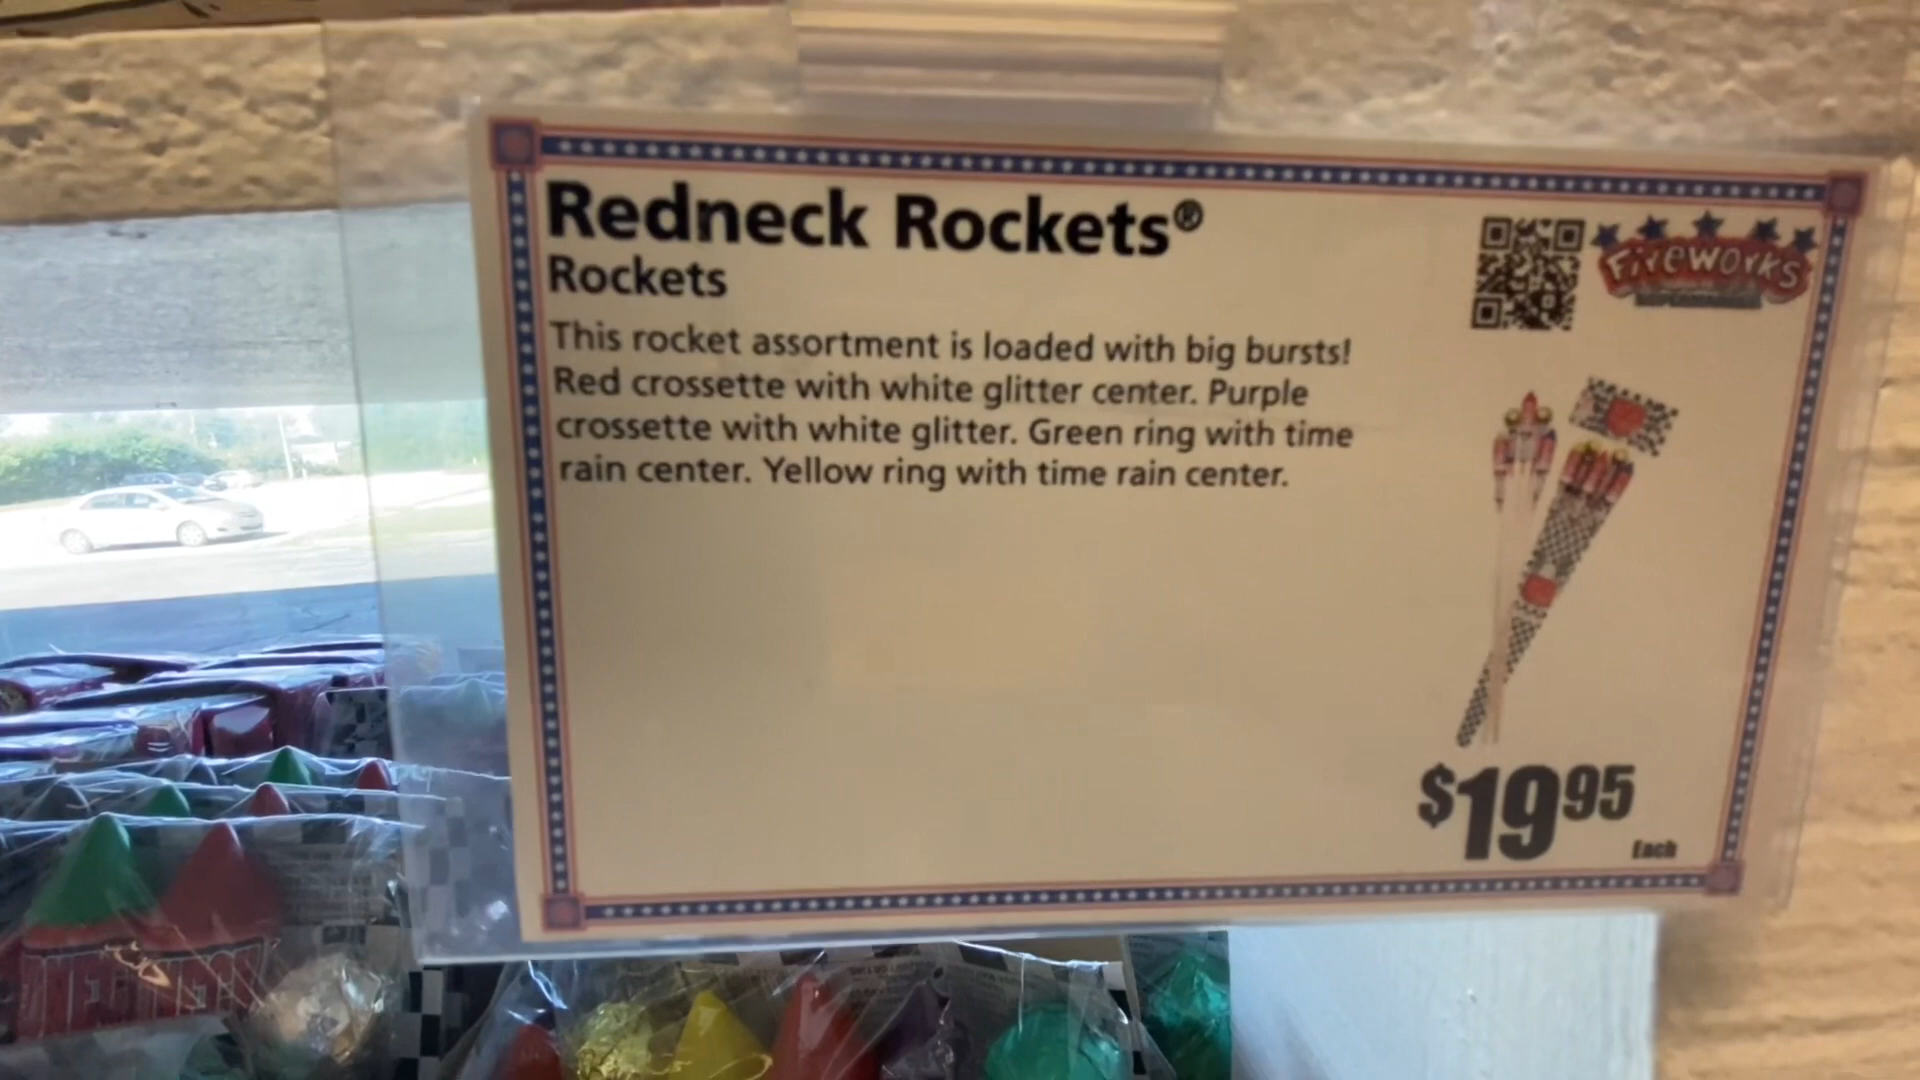 Redneck Rockets®
Rockets
This rocket assortment is loaded with big bursts!
Red crossette with white glitter center. Purple
crossette with white glitter. Green ring with time
rain center. Yellow ring with time rain center.
Fireworks
$19.95
Each